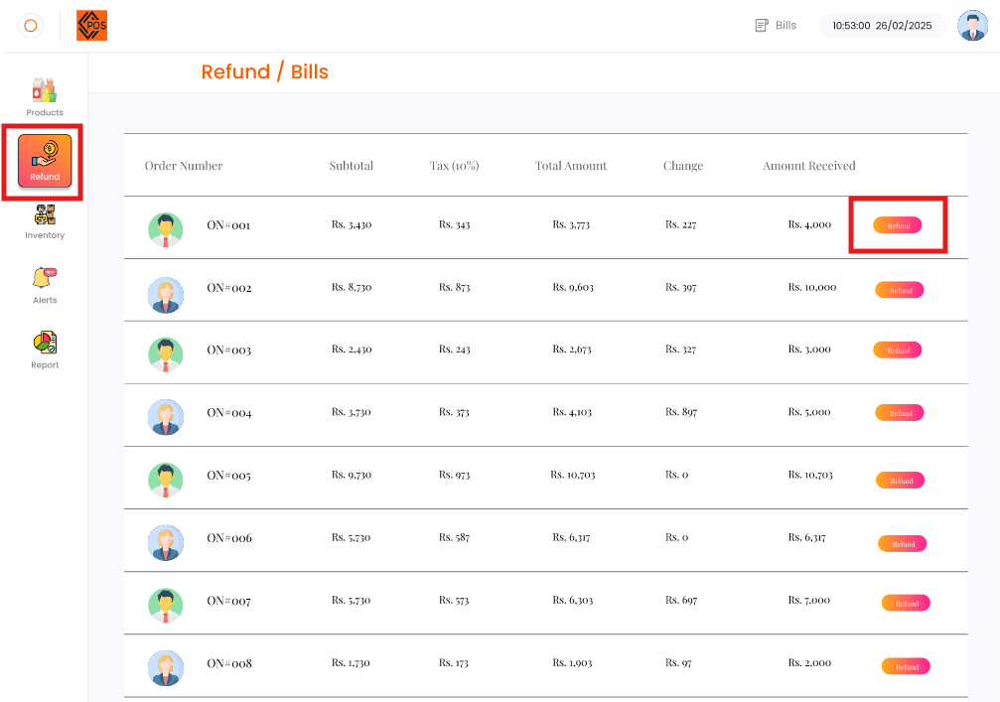 POS
Bills
10:53:00 26/02/2025
Refund / Bills
Products
Refund
Inventory
Alerts
Report
Order Number Subtotal Tax (10%) Total Amount Change Amount Received
ON#001 Rs. 3,430 Rs. 343 Rs. 3,773 Rs. 227 Rs. 4,000 Refund
ON#002 Rs. 8,730 Rs. 873 Rs. 9,603 Rs. 397 Rs. 10,000 Refund
ON#003 Rs. 2,430 Rs. 243 Rs. 2,673 Rs. 327 Rs. 3,000 Refund
ON#004 Rs. 3,730 Rs. 373 Rs. 4,103 Rs. 897 Rs. 5,000 Refund
ON#005 Rs. 9,730 Rs. 973 Rs. 10,703 Rs. 0 Rs. 10,703 Refund
ON#006 Rs. 5,730 Rs. 587 Rs. 6,317 Rs. 0 Rs. 6,317 Refund
ON#007 Rs. 5,730 Rs. 573 Rs. 6,303 Rs. 697 Rs. 7,000 Refund
ON#008 Rs. 1,730 Rs. 173 Rs. 1,903 Rs. 97 Rs. 2,000 Refund